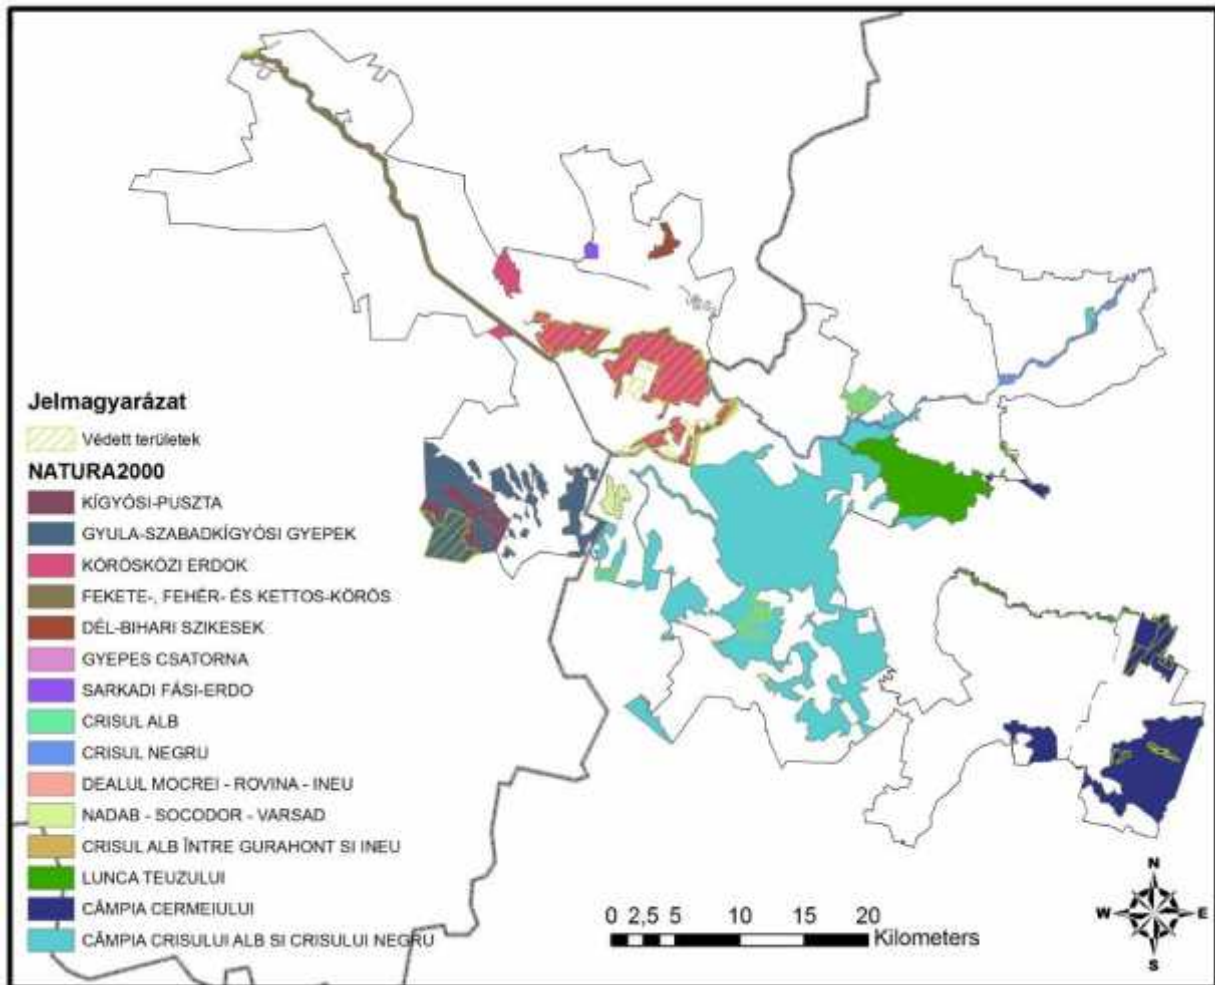 Jelmagyarázat
Védett területek
NATURA2000
KÍGYÓSI-PUSZTA
GYULA-SZABADKÍGYÓSI GYEPEK
KÖRÖSKÖZI ERDOK
FEKETE-, FEHÉR- ÉS KETTOS-KÖRÖS
DÉL-BIHARI SZIKESEK
GYEPES CSATORNA
SARKADI FÁSI-ERDO
CRISUL ALB
CRISUL NEGRU
DEALUL MOCREI - ROVINA - INEU
NADAB - SOCODOR - VARSAD
CRISUL ALB ÎNTRE GURAHONT SI INEU
LUNCA TEUZULUI
CÂMPIA CERMEIULUI
CÂMPIA CRISULUI ALB SI CRISULUI NEGRU
0 2,5 5 10 15 20
Kilometers
N
W E
S